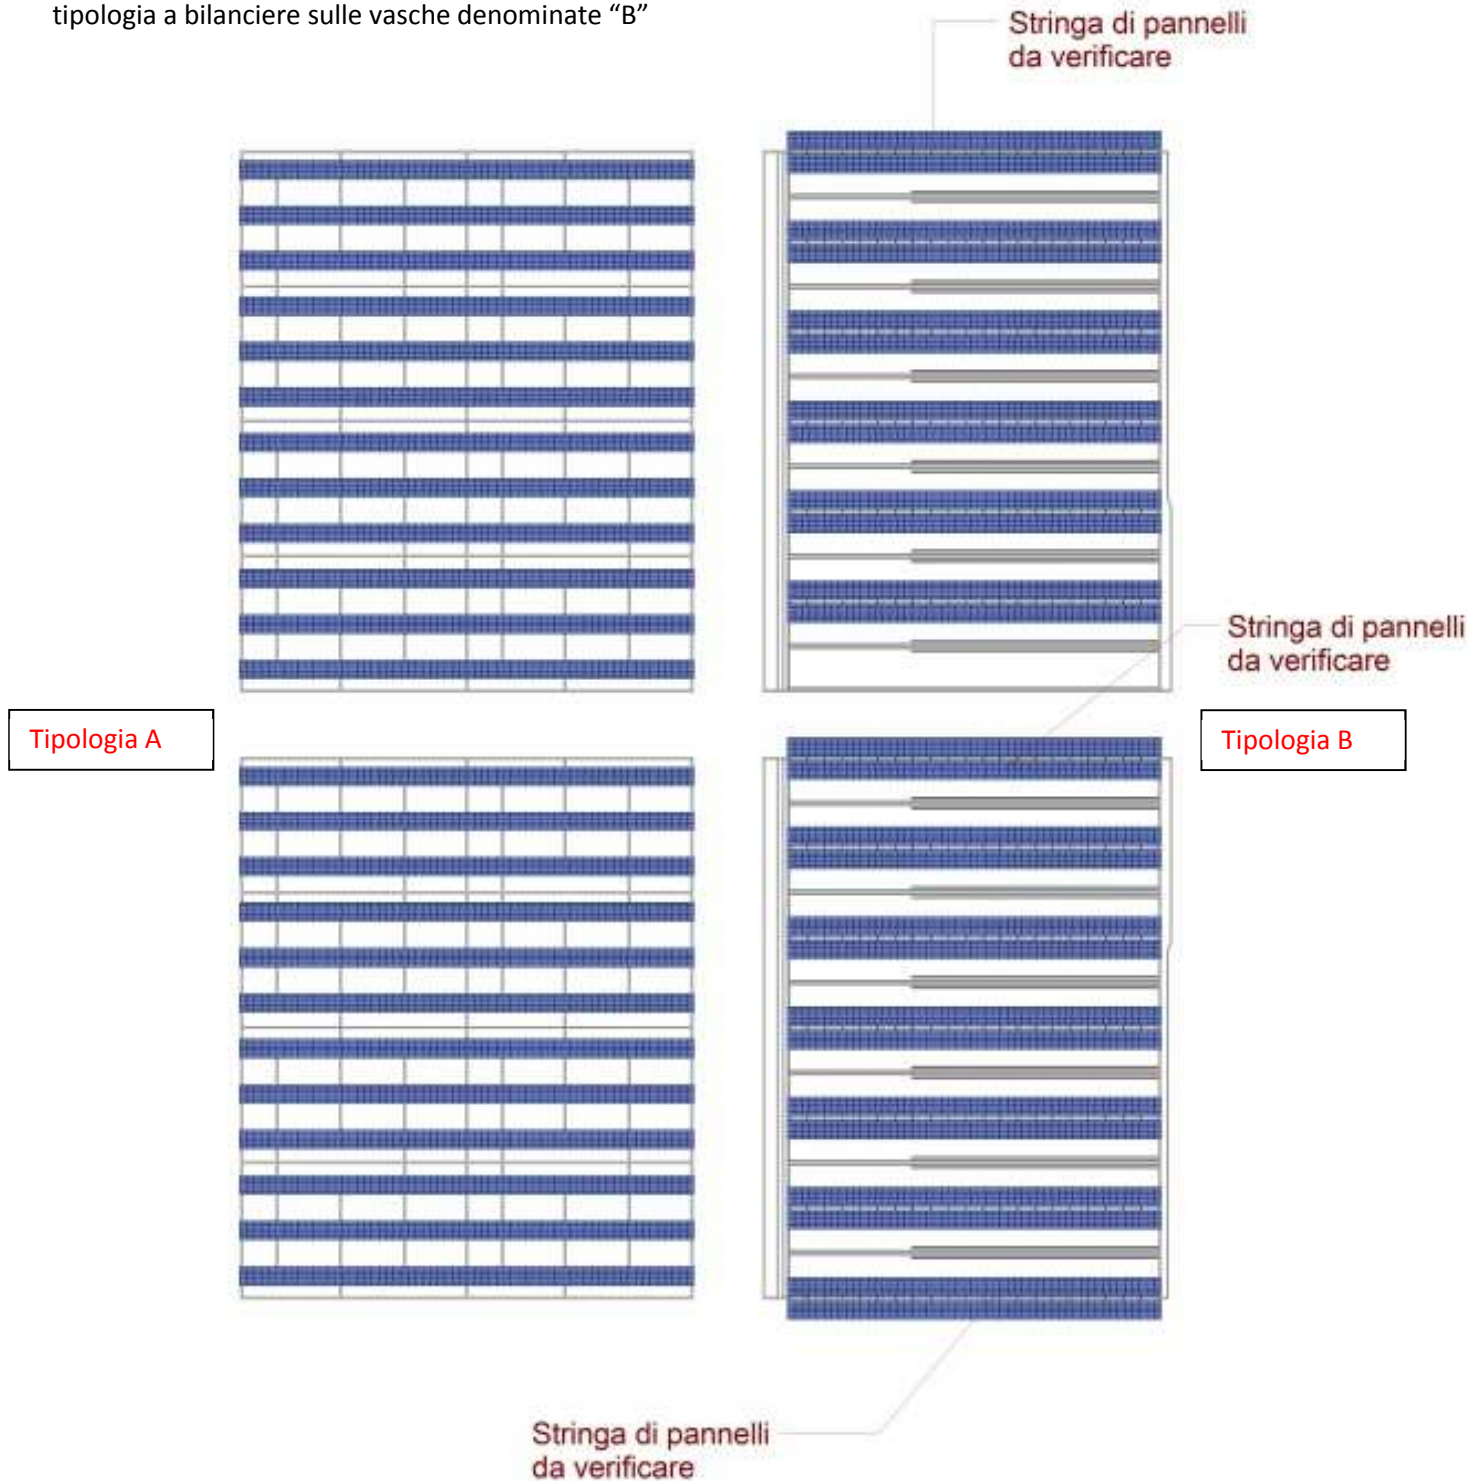 tipologia a bilanciere sulle vasche denominate “B”
Stringa di pannelli
da verificare
Stringa di pannelli
da verificare
Tipologia A
Tipologia B
Stringa di pannelli
da verificare